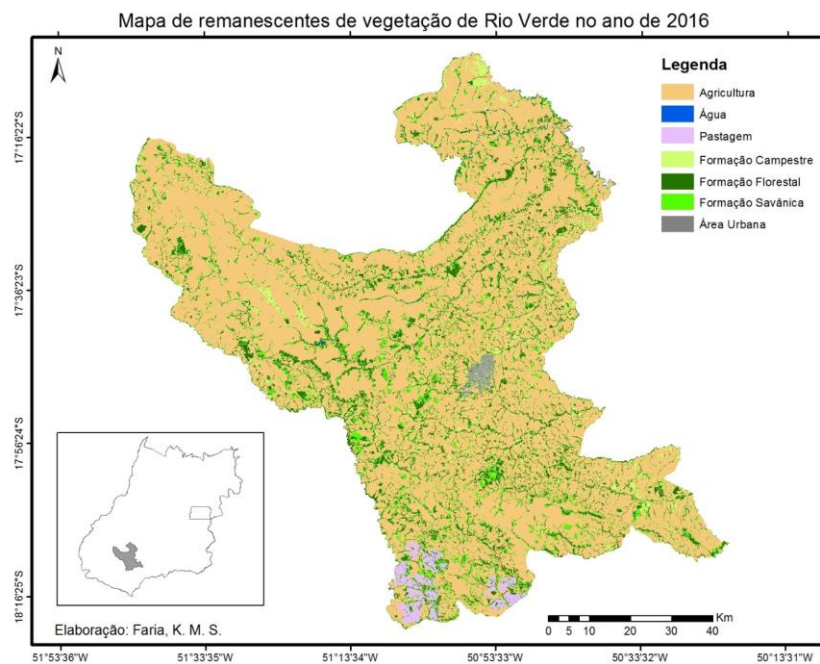 Mapa de remanescentes de vegetação de Rio Verde no ano de 2016
N
Legenda
Agricultura
Água
Pastagem
Formação Campestre
Formação Florestal
Formação Savânica
Área Urbana
17°16'22"S
17°36'23"S
17°56'24"S
18°16'25"S
Elaboração: Faria, K. M. S.
Km
0 5 10 20 30 40
51°53'36"W 51°33'35"W 51°13'34"W 50°53'33"W 50°33'32"W 50°13'31"W